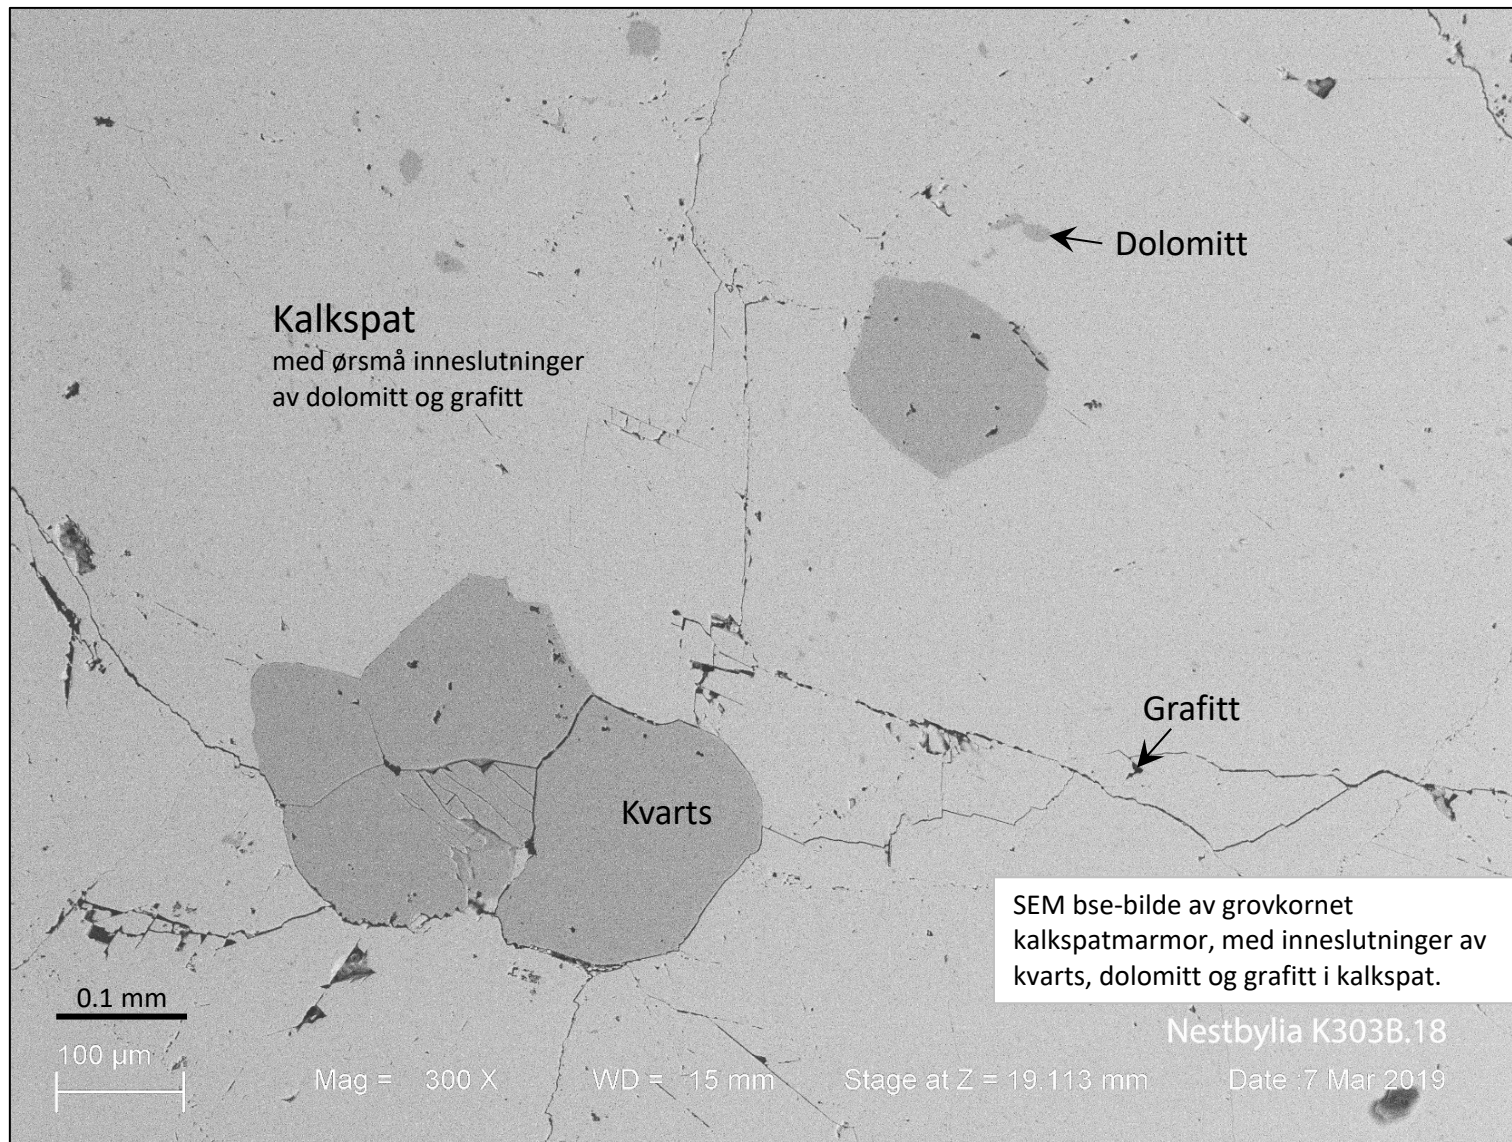 Dolomitt
Kalkspat
med ørsmå inneslutninger
av dolomitt og grafitt
Grafitt
Kvarts
SEM bse-bilde av grovkornet
kalkspatmarmor, med inneslutninger av
kvarts, dolomitt og grafitt i kalkspat.
0.1 mm
Nestbylia K303B.18
100 µm
Mag = 300 X WD = 15 mm Stage at Z = 19.113 mm Date :7 Mar 2019